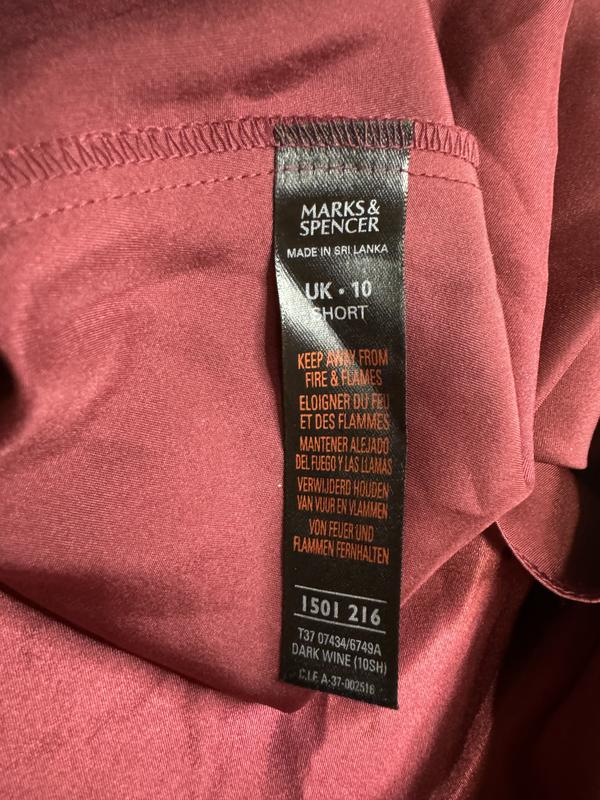 MARKS &
SPENCER
MADE IN SRI LANKA
UK • 10
SHORT
KEEP AWAY FROM
FIRE & FLAMES
ELOIGNER DU FEU
ET DES FLAMMES
MANTENER ALEJADO
DEL FUEGO Y LAS LLAMAS
VERWIJDERD HOUDEN
VAN VUUR EN VLAMMEN
VON FEUER UND
FLAMMEN FERNHALTEN
1501 216
T37 07434/6749A
DARK WINE (10SH)
C.I.F. A-37-002516